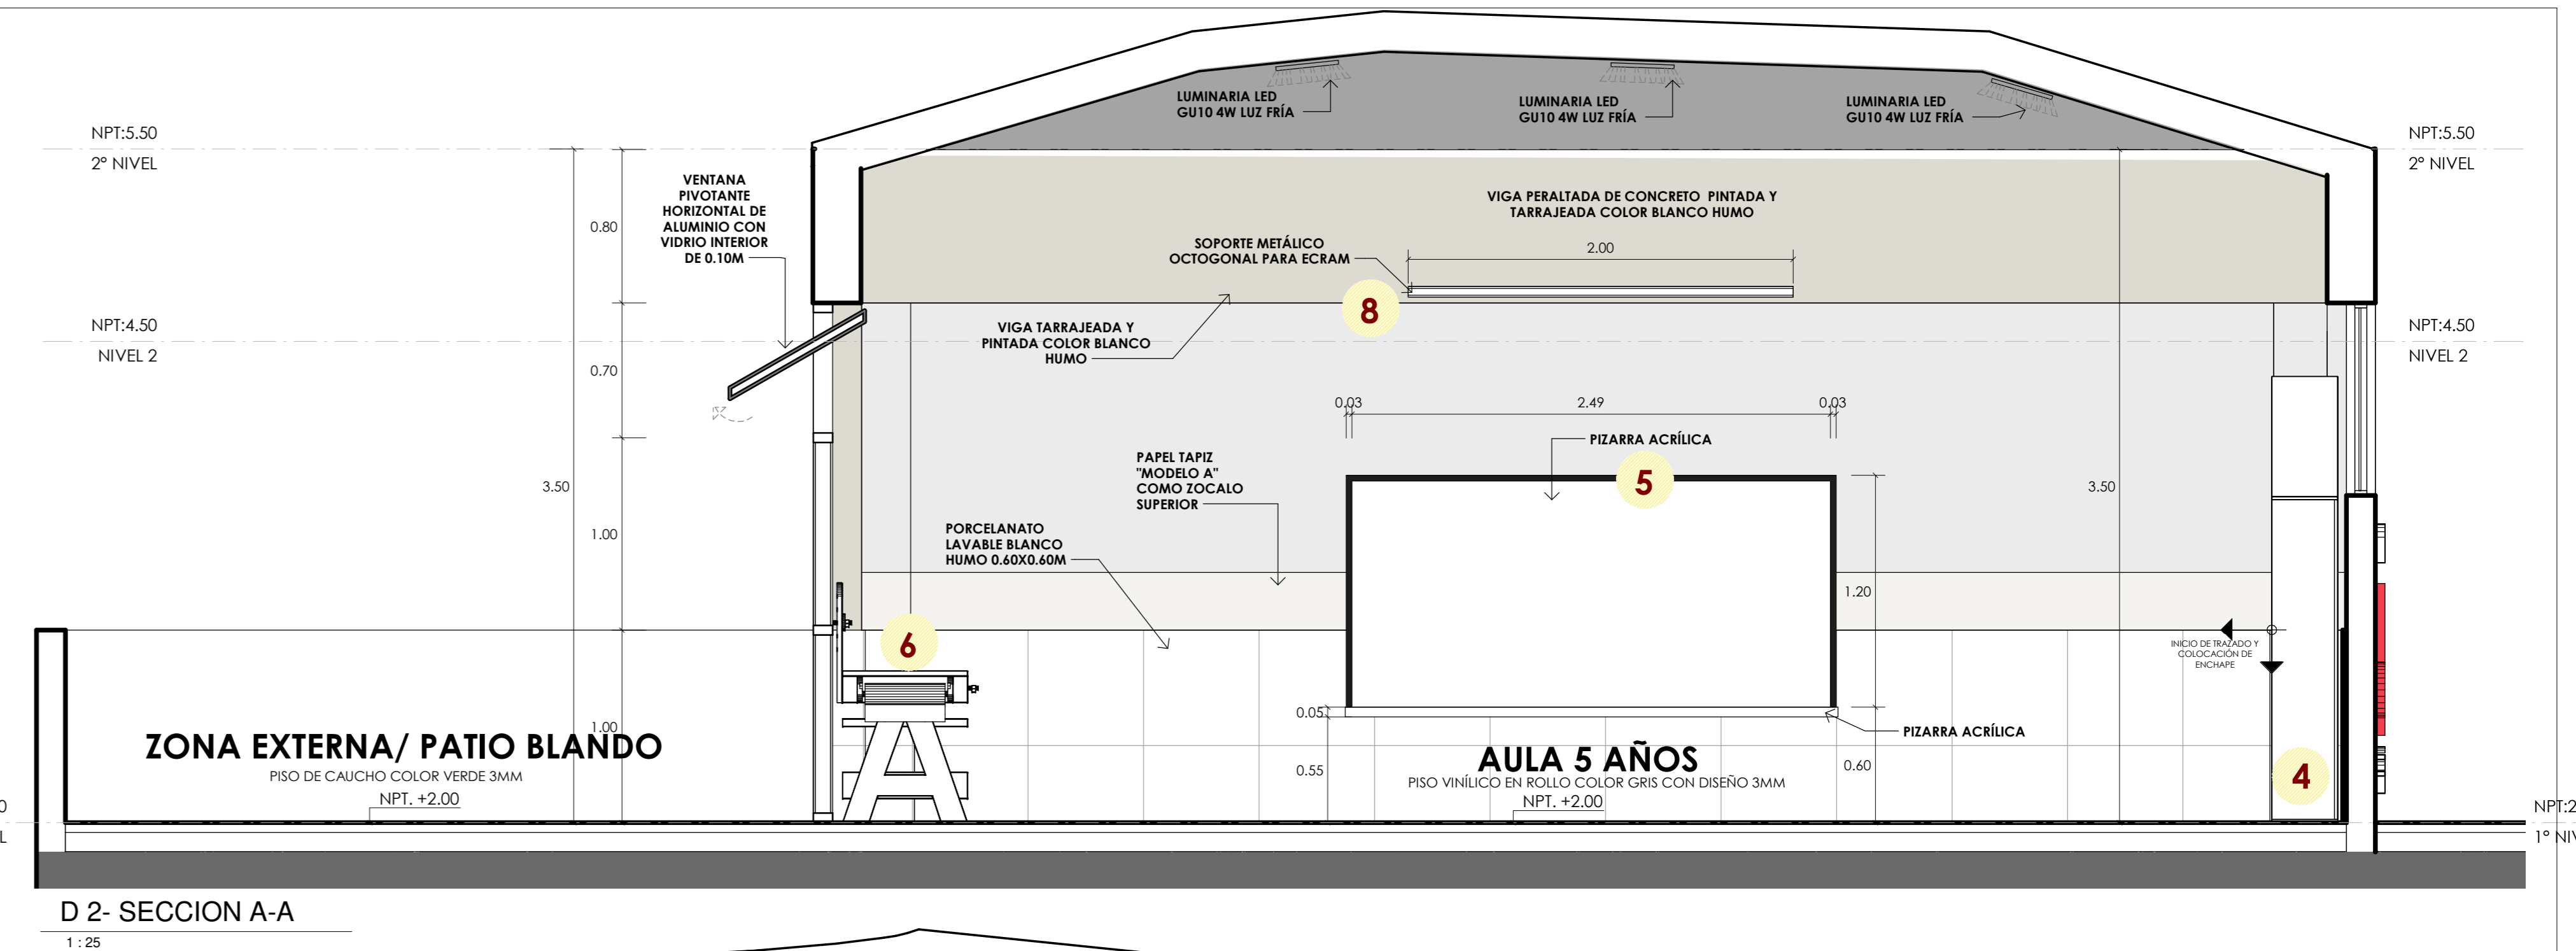 LUMINARIA LED
GU10 4W LUZ FRÍA
LUMINARIA LED
GU10 4W LUZ FRÍA
LUMINARIA LED
GU10 4W LUZ FRÍA
NPT:5.50
2° NIVEL
NPT:5.50
2° NIVEL
VENTANA
PIVOTANTE
HORIZONTAL DE
ALUMINIO CON
VIDRIO INTERIOR
DE 0.10M
0.80
VIGA PERALTADA DE CONCRETO PINTADA Y
TARRAJEADA COLOR BLANCO HUMO
SOPORTE METÁLICO
OCTOGONAL PARA ECRAM
2.00
8
NPT:4.50
NIVEL 2
VIGA TARRAJEADA Y
PINTADA COLOR BLANCO
HUMO
NPT:4.50
NIVEL 2
0.70
0.03
2.49
0.03
PIZARRA ACRÍLICA
PAPEL TAPIZ
"MODELO A"
COMO ZOCALO
SUPERIOR
5
3.50
3.50
1.00
PORCELANATO
LAVABLE BLANCO
HUMO 0.60X0.60M
1.20
6
INICIO DE TRAZADO Y
COLOCACIÓN DE
ENCHAPE
0.05
1.00
PIZARRA ACRÍLICA
ZONA EXTERNA/ PATIO BLANDO
PISO DE CAUCHO COLOR VERDE 3MM
NPT. +2.00
0.55
AULA 5 AÑOS
PISO VINÍLICO EN ROLLO COLOR GRIS CON DISEÑO 3MM
NPT. +2.00
0.60
4
0
L
NPT:2
1° NIV
D 2- SECCION A-A
1 : 25